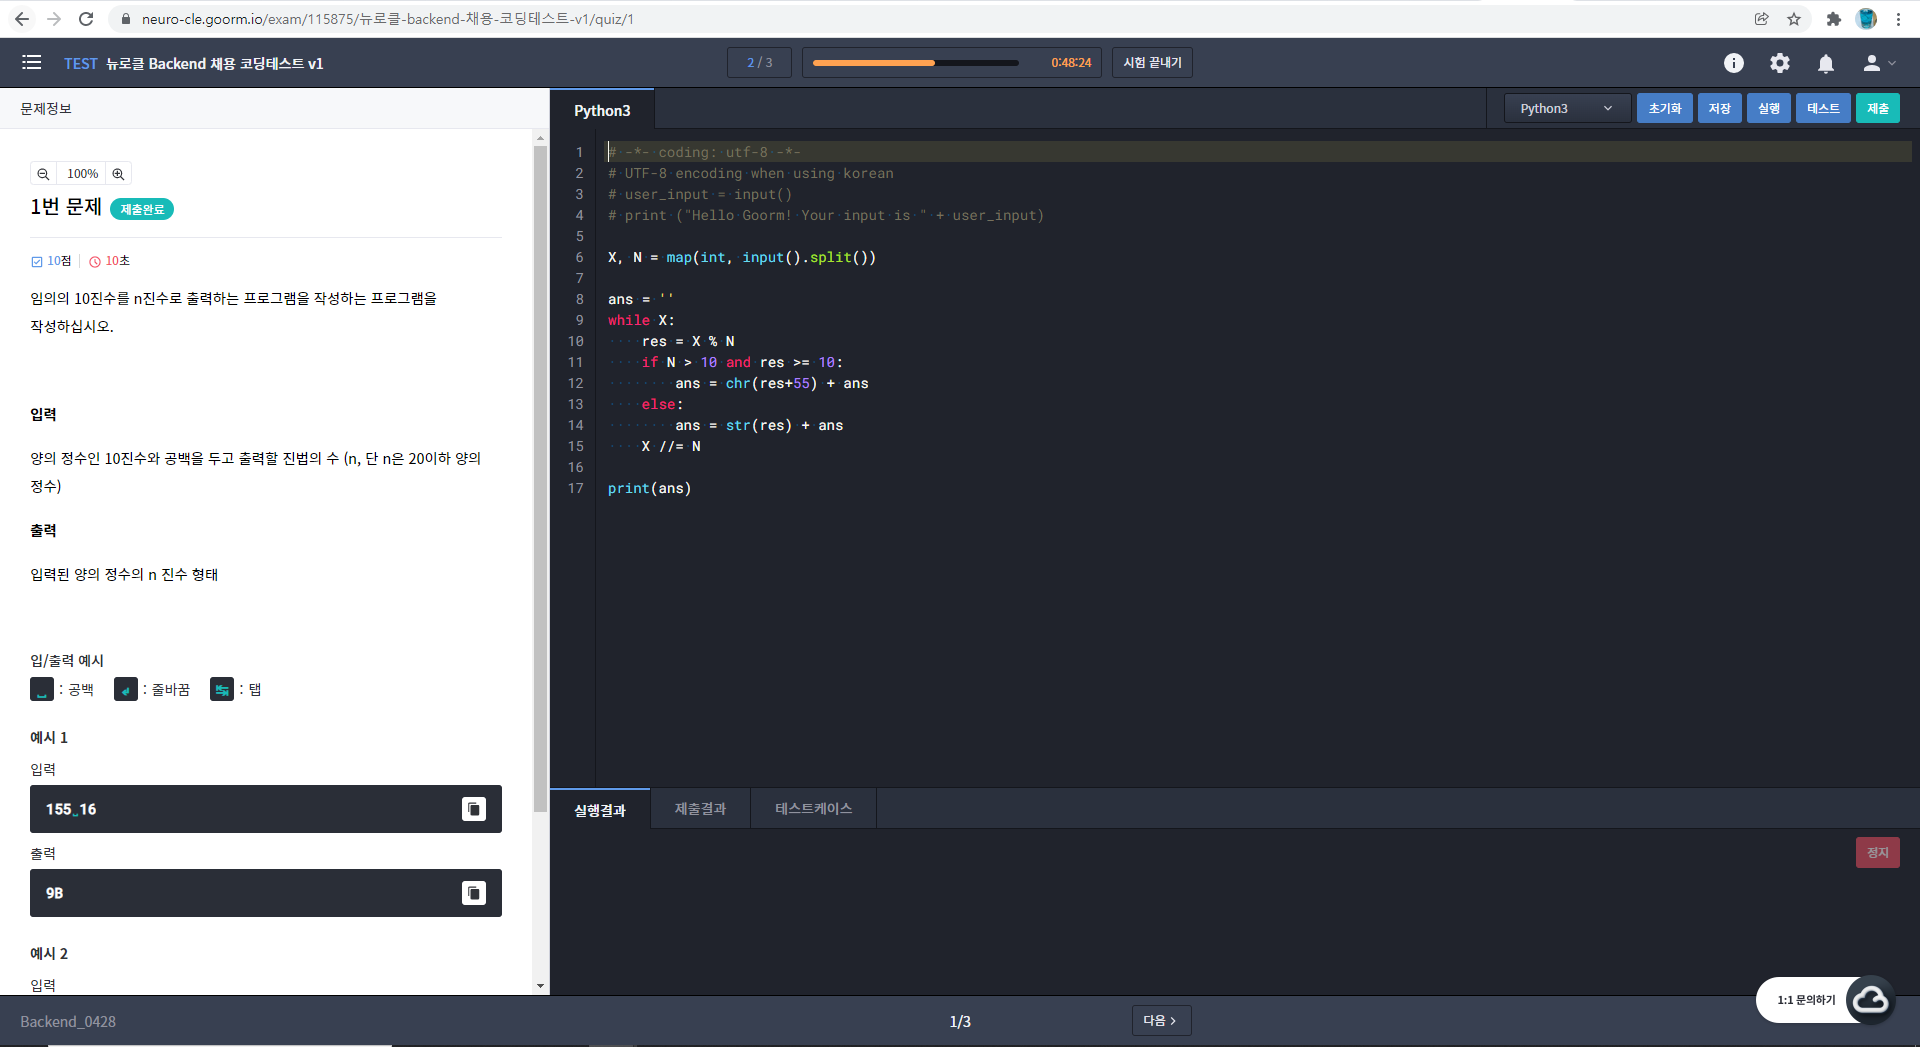 neuro-cle.goorm.io/exam/115875/뉴로클-backend-채용-코딩테스트-v1/quiz/1
TEST 뉴로클 Backend 채용 코딩테스트 v1
2 / 3
0:48:24
시험 끝내기
문제정보
Python3
Python3
초기화
저장
실행
테스트
제출
100%
1번 문제 제출완료
10점
10초
임의의 10진수를 n진수로 출력하는 프로그램을 작성하는 프로그램을
작성하십시오.
입력
양의 정수인 10진수와 공백을 두고 출력할 진법의 수 (n, 단 n은 20이하 양의
정수)
출력
입력된 양의 정수의 n 진수 형태
입/출력 예시
: 공백 : 줄바꿈 : 탭
예시 1
입력
155␣16
출력
9B
예시 2
입력
1 # -*- coding: utf-8 -*-
2 # UTF-8 encoding when using korean
3 # user_input = input()
4 # print ("Hello Goorm! Your input is " + user_input)
5
6 X, N = map(int, input().split())
7
8 ans = ''
9 while X:
10     res = X % N
11     if N > 10 and res >= 10:
12         ans = chr(res+55) + ans
13     else:
14         ans = str(res) + ans
15     X //= N
16
17 print(ans)
실행결과
제출결과
테스트케이스
정지
1:1 문의하기
Backend_0428
1/3
다음 >